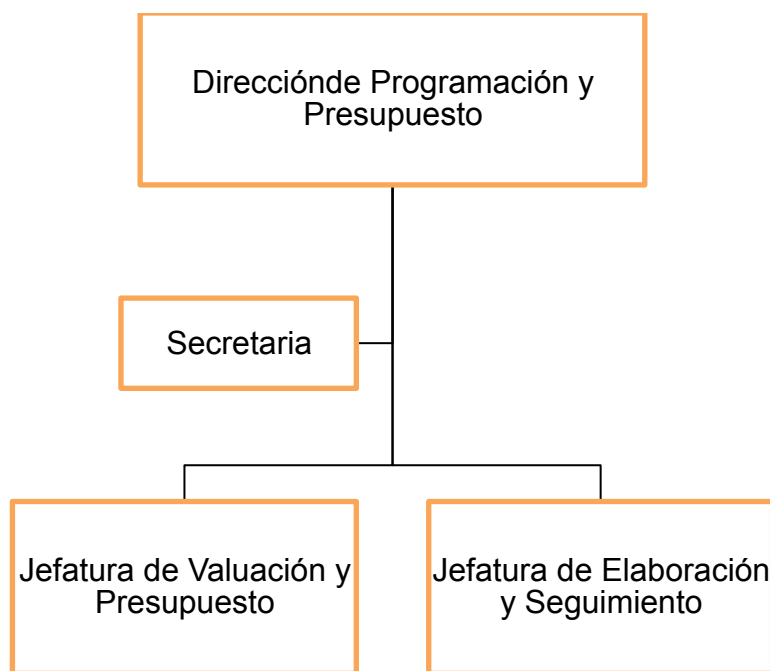 Direcciónde Programación y
Presupuesto
Secretaria
Jefatura de Valuación y
Presupuesto
Jefatura de Elaboración
y Seguimiento